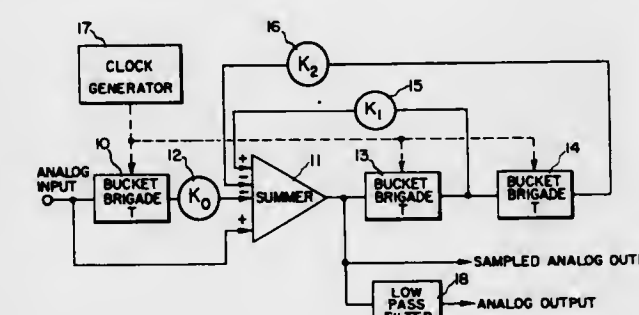 17
CLOCK
GENERATOR
16
K2
15
K1
10
12
11
13
14
ANALOG
INPUT
BUCKET
BRIGADE
T
K0
+
-
-
+
SUMMER
BUCKET
BRIGADE
T
BUCKET
BRIGADE
T
SAMPLED ANALOG OUT
18
LOW
PASS
ANALOG OUTPUT